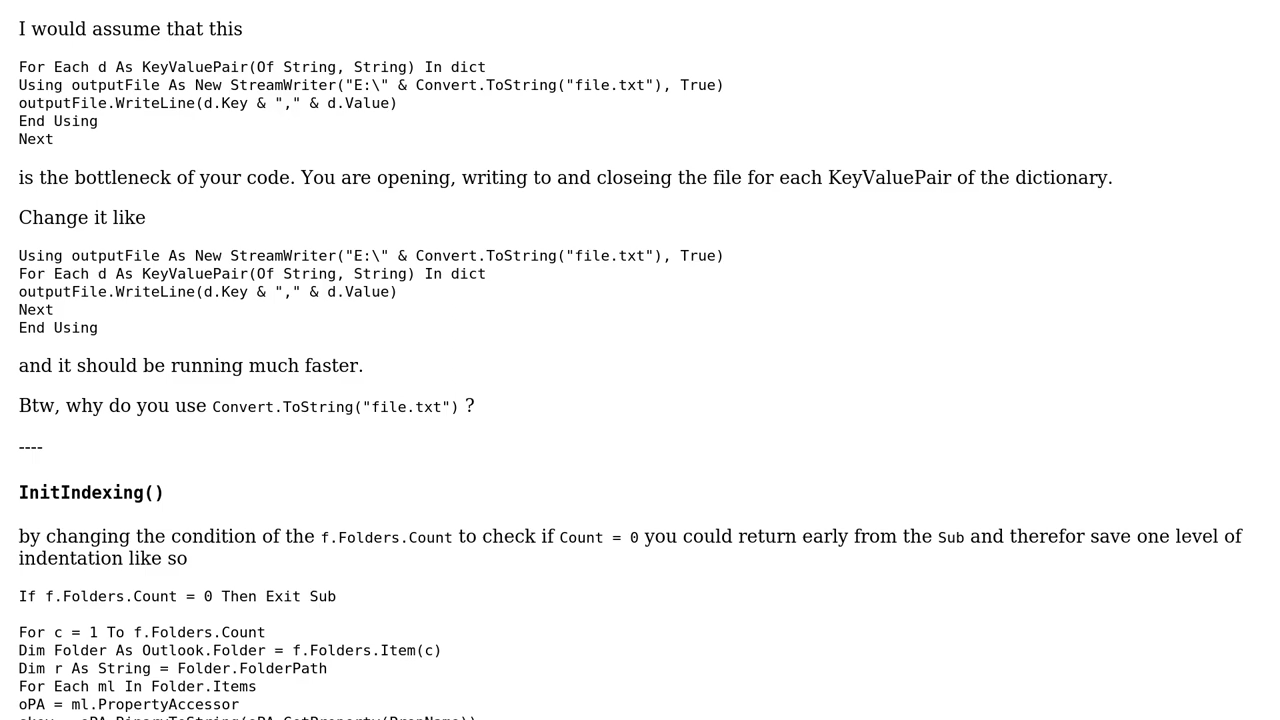 I would assume that this
For Each d As KeyValuePair(Of String, String) In dict
Using outputFile As New StreamWriter("E:\" & Convert.ToString("file.txt"), True)
outputFile.WriteLine(d.Key & "," & d.Value)
End Using
Next
is the bottleneck of your code. You are opening, writing to and closeing the file for each KeyValuePair of the dictionary.
Change it like
Using outputFile As New StreamWriter("E:\" & Convert.ToString("file.txt"), True)
For Each d As KeyValuePair(Of String, String) In dict
outputFile.WriteLine(d.Key & "," & d.Value)
Next
End Using
and it should be running much faster.
Btw, why do you use Convert.ToString("file.txt") ?
----
InitIndexing()
by changing the condition of the f.Folders.Count to check if Count = 0 you could return early from the Sub and therefor save one level of
indentation like so
If f.Folders.Count = 0 Then Exit Sub
For c = 1 To f.Folders.Count
Dim Folder As Outlook.Folder = f.Folders.Item(c)
Dim r As String = Folder.FolderPath
For Each ml In Folder.Items
oPA = ml.PropertyAccessor